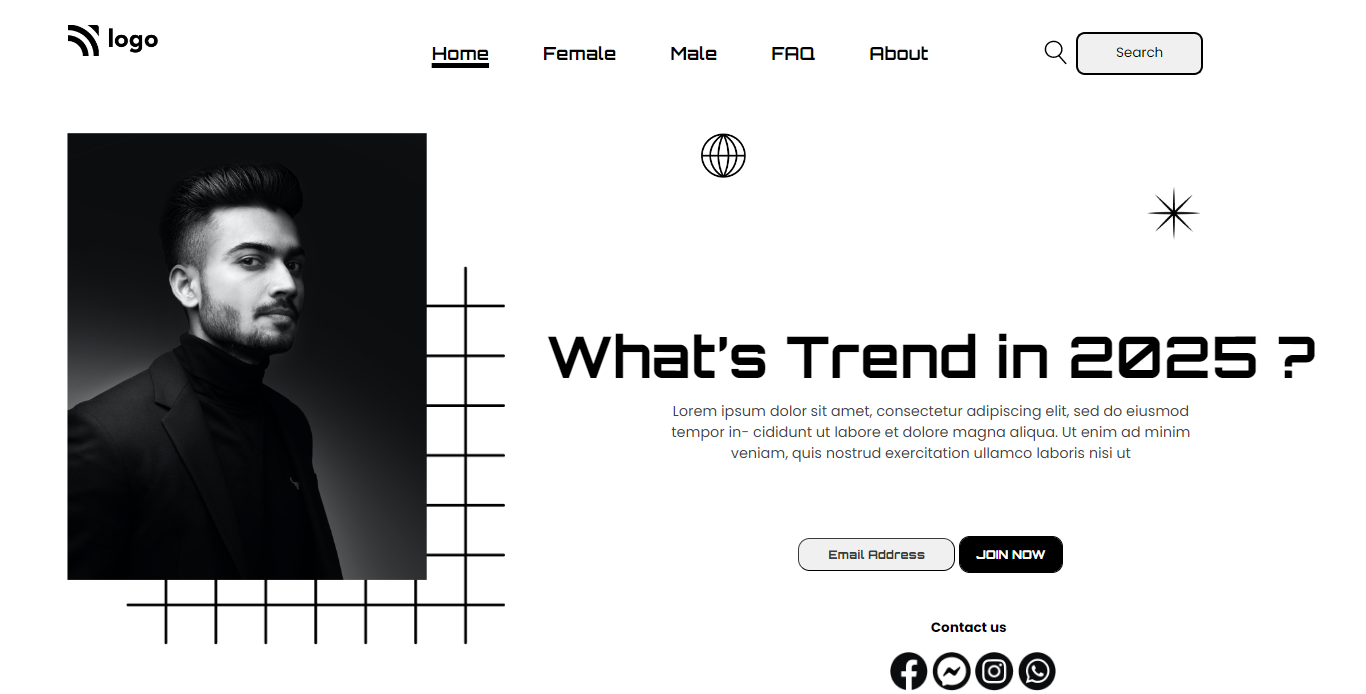 logo
Home Female Male FAQ About
Search
What's Trend in 2025 ?
Lorem ipsum dolor sit amet, consectetur adipiscing elit, sed do eiusmod
tempor in- cididunt ut labore et dolore magna aliqua. Ut enim ad minim
veniam, quis nostrud exercitation ullamco laboris nisi ut
Email Address JOIN NOW
Contact us